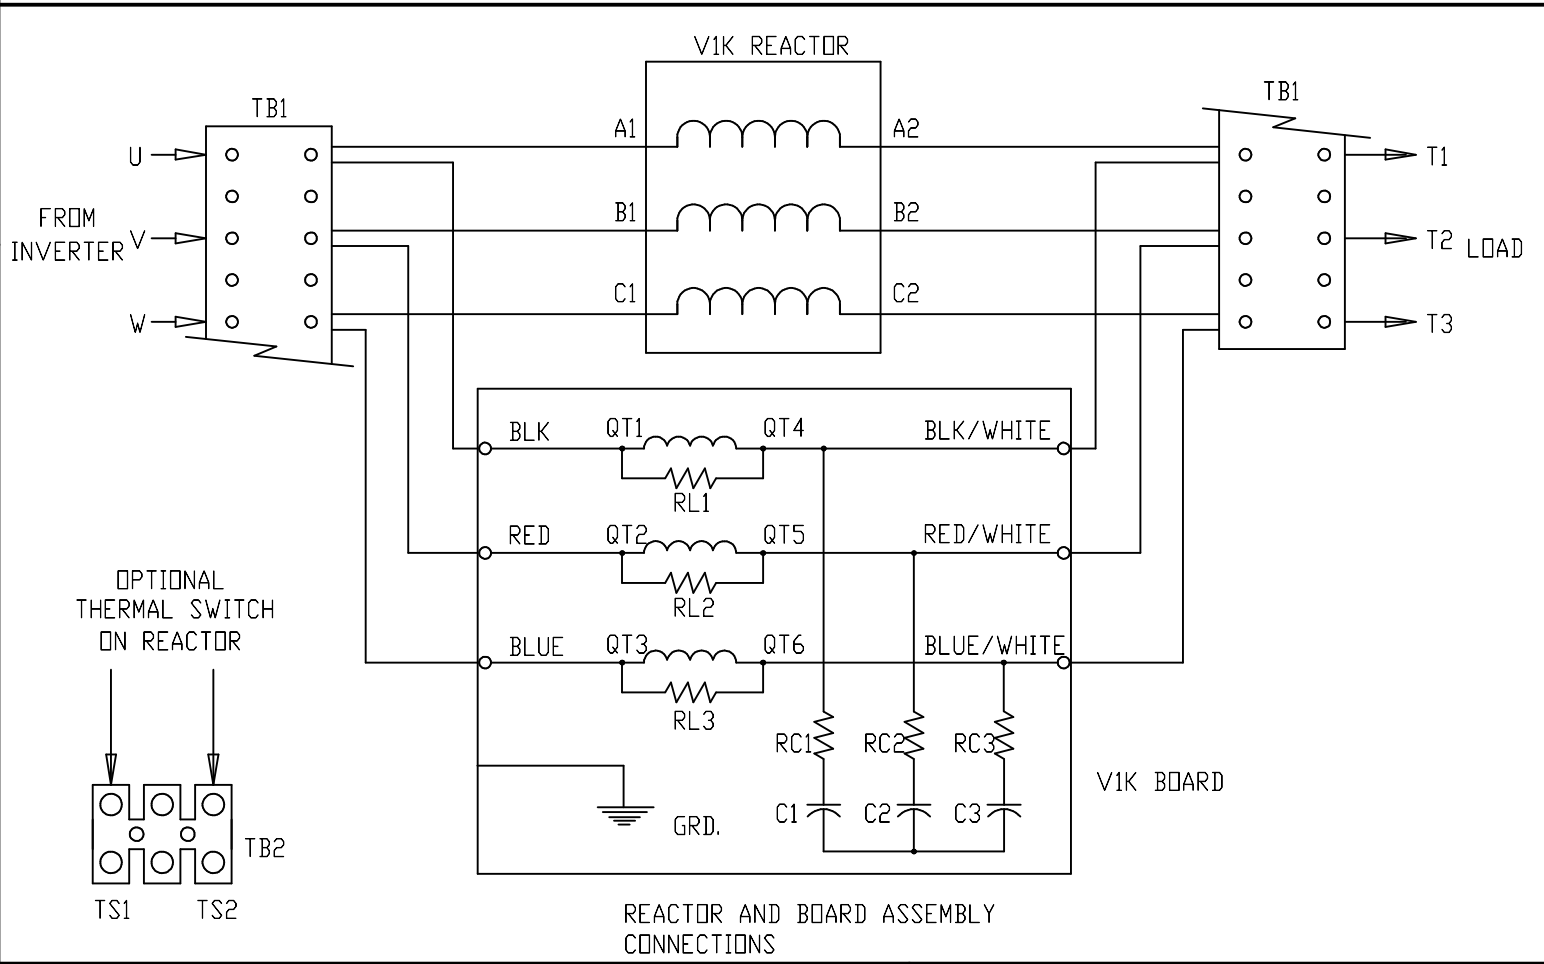 V1K REACTOR
TB1
TB1
A1
A2
U
T1
FROM
INVERTER
V
B1
B2
T2
LOAD
C1
C2
W
T3
BLK
QT1
QT4
BLK/WHITE
RL1
RED
QT2
QT5
RED/WHITE
RL2
OPTIONAL
THERMAL SWITCH
ON REACTOR
BLUE
QT3
QT6
BLUE/WHITE
RL3
RC1
RC2
RC3
V1K BOARD
C1
C2
C3
GRD.
TB2
TS1
TS2
REACTOR AND BOARD ASSEMBLY
CONNECTIONS